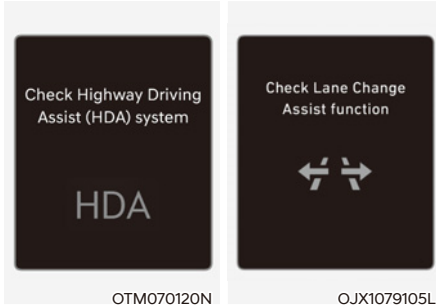 Check Highway Driving
Assist (HDA) system
HDA
OTM070120N
Check Lane Change
Assist function
OJX1079105L